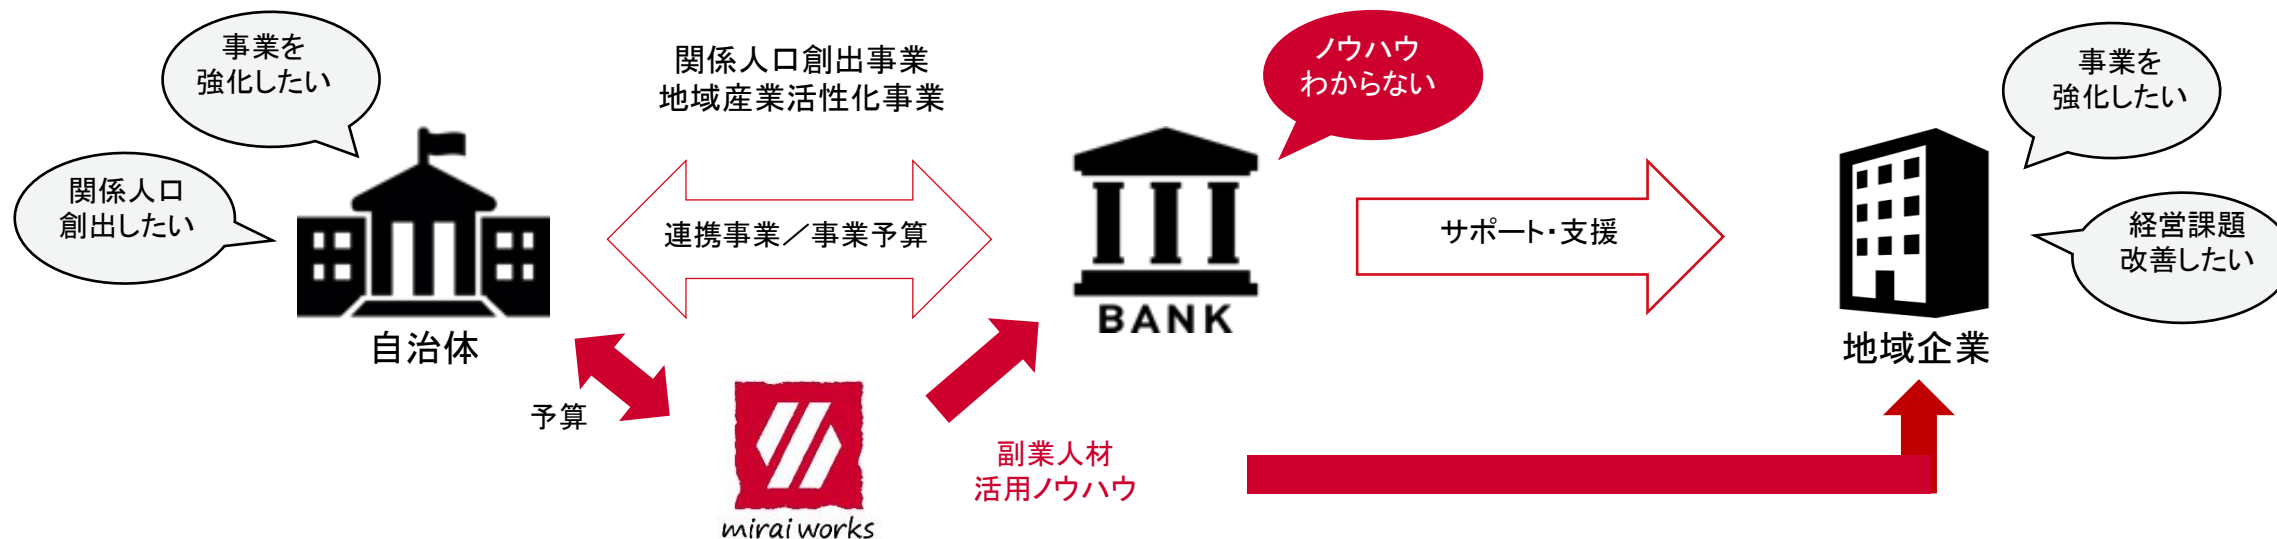 事業を
強化したい
関係人口
創出したい
自治体
関係人口創出事業
地域産業活性化事業
連携事業／事業予算
予算
mirai works
ノウハウ
わからない
BANK
副業人材
活用ノウハウ
サポート・支援
事業を
強化したい
経営課題
改善したい
地域企業